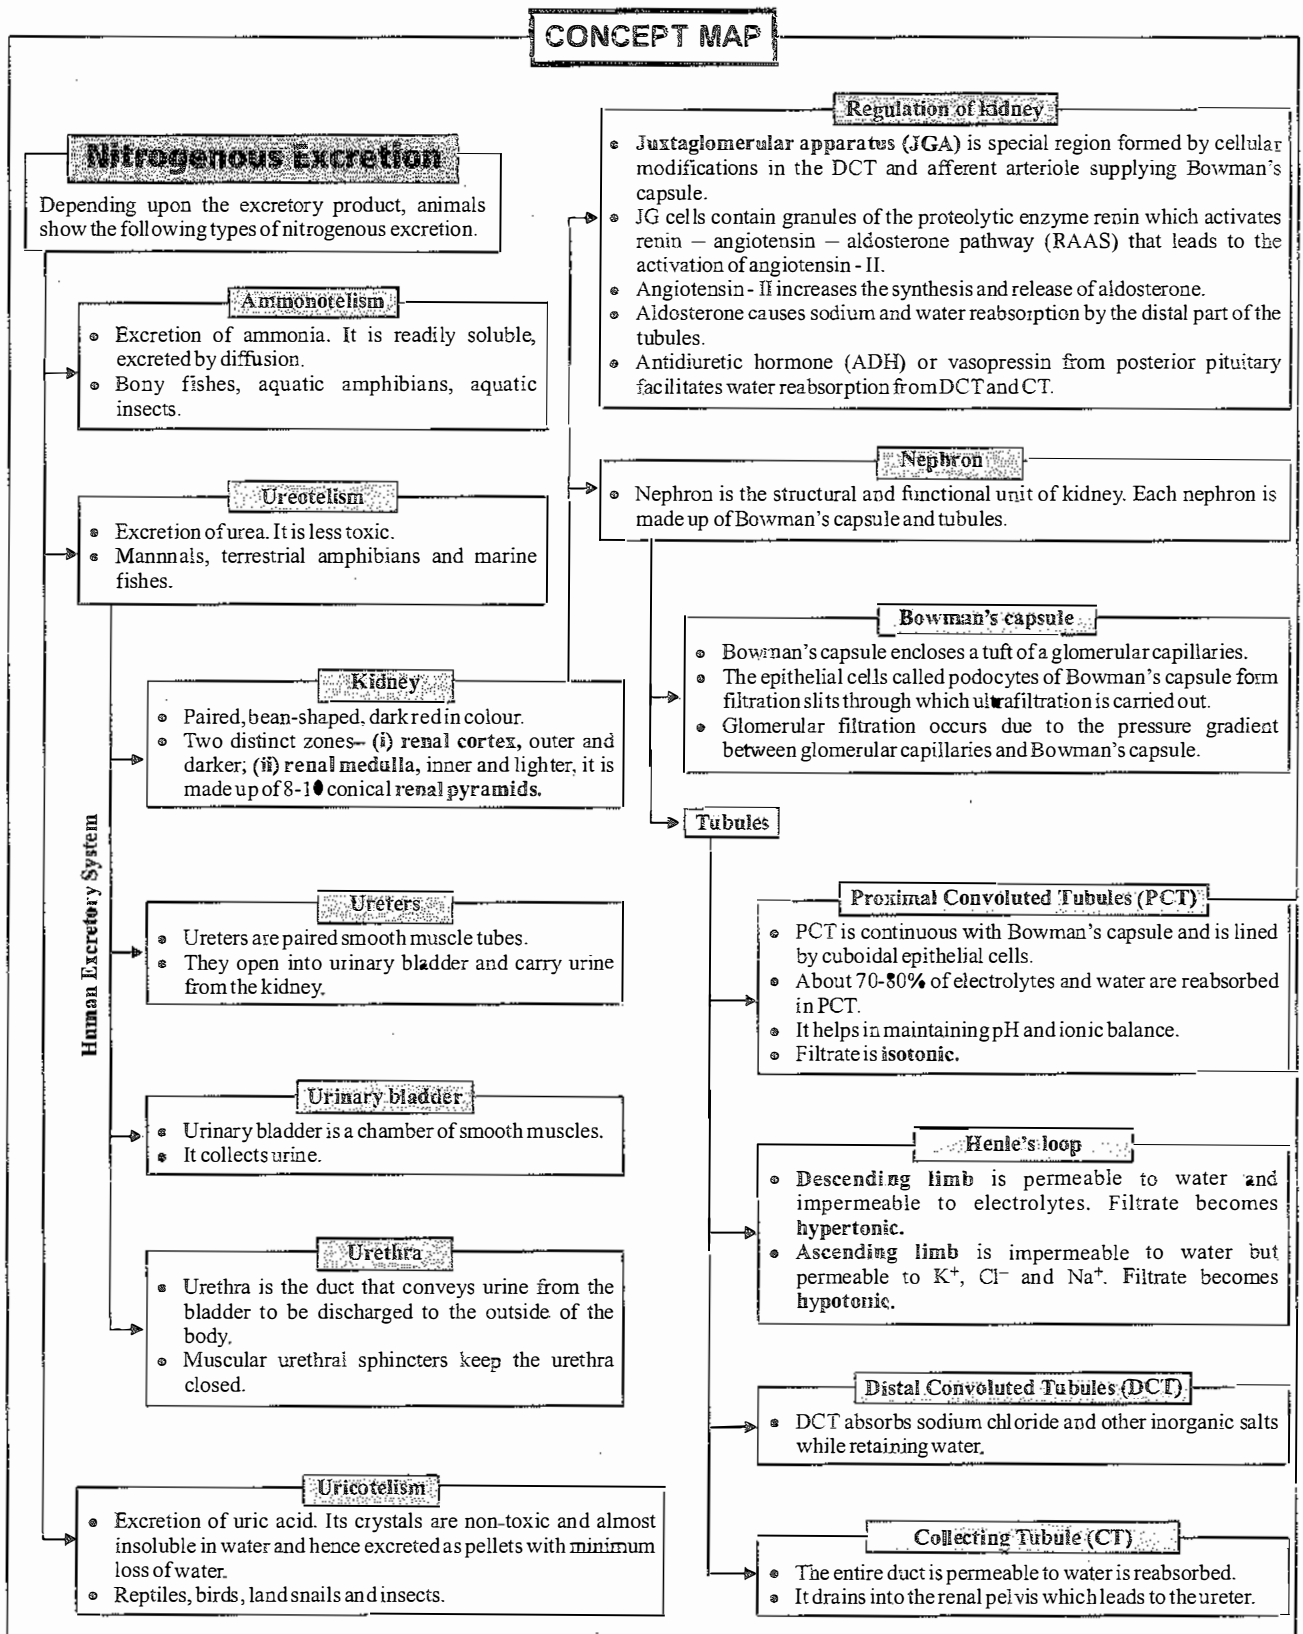 CONCEPT MAP
Nitrogenous Excretion
Depending upon the excretory product, animals
show the following types of nitrogenous excretion.
Ammonotelism
Excretion of ammonia. It is readily soluble,
excreted by diffusion.
Bony fishes, aquatic amphibians, aquatic
insects.
Ureotelism
Excretion of urea. It is less toxic.
Mannnals, terrestrial amphibians and marine
fishes.
Human Excretory System
Kidney
Paired, bean-shaped, dark red in colour.
Two distinct zones– (i) renal cortex, outer and
darker; (ii) renal medulla, inner and lighter, it is
made up of 8-10 conical renal pyramids.
Ureters
Ureters are paired smooth muscle tubes.
They open into urinary bladder and carry urine
from the kidney.
Urinary bladder
Urinary bladder is a chamber of smooth muscles.
It collects urine.
Urethra
Urethra is the duct that conveys urine from the
bladder to be discharged to the outside of the
body.
Muscular urethral sphincters keep the urethra
closed.
Uricotelism
Excretion of uric acid. Its crystals are non-toxic and almost
insoluble in water and hence excreted as pellets with minimum
loss of water.
Reptiles, birds, land snails and insects.
Regulation of kidney
Juxtaglomerular apparatus (JGA) is special region formed by cellular
modifications in the DCT and afferent arteriole supplying Bowman's
capsule.
JG cells contain granules of the proteolytic enzyme renin which activates
renin – angiotensin – aldosterone pathway (RAAS) that leads to the
activation of angiotensin - II.
Angiotensin - II increases the synthesis and release of aldosterone.
Aldosterone causes sodium and water reabsorption by the distal part of the
tubules.
Antidiuretic hormone (ADH) or vasopressin from posterior pituitary
facilitates water reabsorption from DCT and CT.
Nephron
Nephron is the structural and functional unit of kidney. Each nephron is
made up of Bowman's capsule and tubules.
Bowman's capsule
Bowman's capsule encloses a tuft of a glomerular capillaries.
The epithelial cells called podocytes of Bowman's capsule form
filtration slits through which ultrafiltration is carried out.
Glomerular filtration occurs due to the pressure gradient
between glomerular capillaries and Bowman's capsule.
Tubules
Proximal Convoluted Tubules (PCT)
PCT is continuous with Bowman's capsule and is lined
by cuboidal epithelial cells.
About 70-80% of electrolytes and water are reabsorbed
in PCT.
It helps in maintaining pH and ionic balance.
Filtrate is isotonic.
Henle's loop
Descending limb is permeable to water and
impermeable to electrolytes. Filtrate becomes
hypertonic.
Ascending limb is impermeable to water but
permeable to K⁺, Cl⁻ and Na⁺. Filtrate becomes
hypotonic.
Distal Convoluted Tubules (DCT)
DCT absorbs sodium chloride and other inorganic salts
while retaining water.
Collecting Tubule (CT)
The entire duct is permeable to water is reabsorbed.
It drains into the renal pelvis which leads to the ureter.